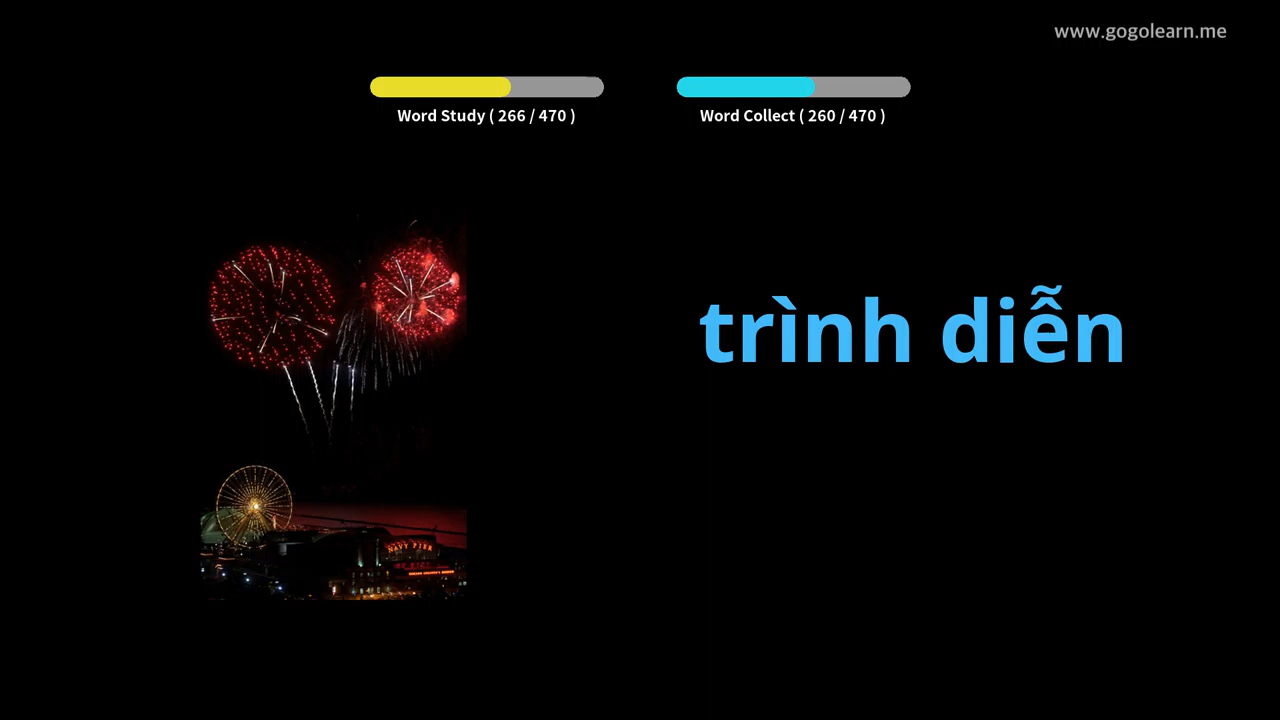 www.gogolearn.me
Word Study ( 266 / 470 )
Word Collect ( 260 / 470 )
trình diễn
NAVY PIER